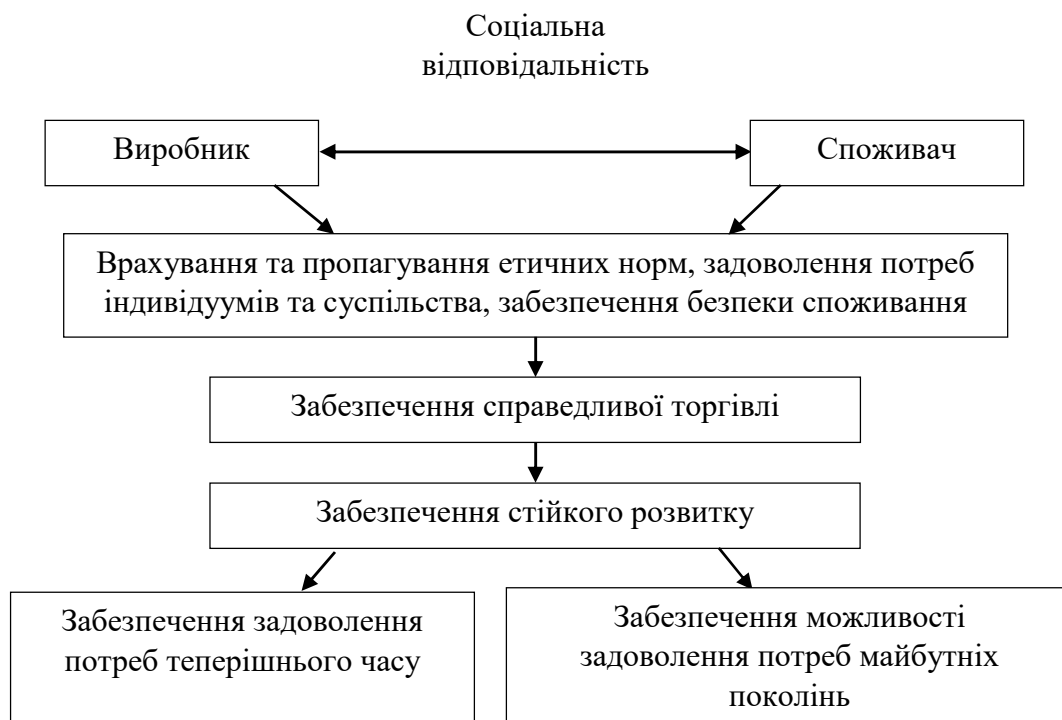 Соціальна
відповідальність
Виробник
Споживач
Врахування та пропагування етичних норм, задоволення потреб
індивідуумів та суспільства, забезпечення безпеки споживання
Забезпечення справедливої торгівлі
Забезпечення стійкого розвитку
Забезпечення задоволення
потреб теперішнього часу
Забезпечення можливості
задоволення потреб майбутніх
поколінь